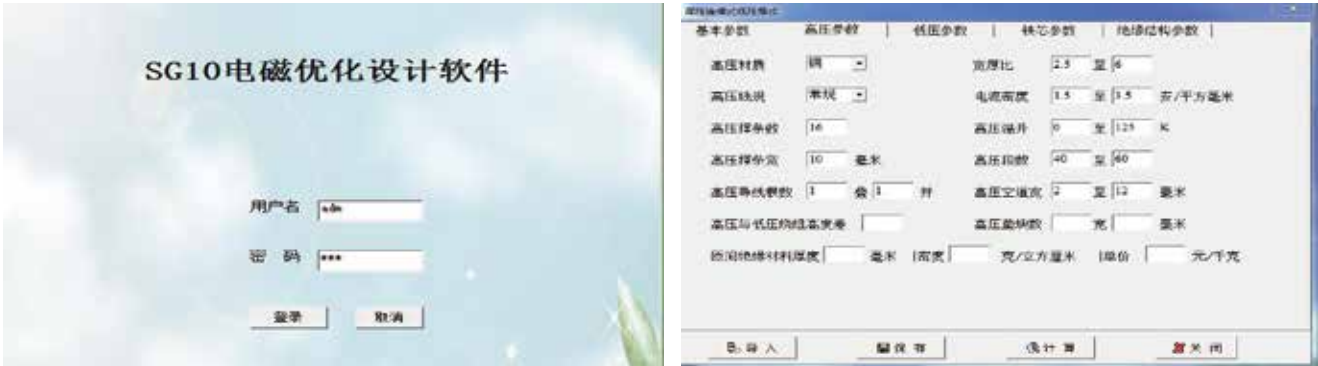 SG10电磁优化设计软件
用户名 adm
密 码 ***
登录 取消
基本参数 高压参数 低压参数 铁芯参数 绝缘结构参数
高压材质 铜 宽厚比 2.5 至 6
高压线规 常规 电流密度 1.5 至 3.5 安/平方毫米
高压撑条数 16 高压温升 0 至 125 K
高压撑条宽 10 毫米 高压段数 40 至 60
高压导线根数 1 叠 1 并 高压空道宽 2 至 12 毫米
高压与低压绕组高度差 高压垫块数 宽 毫米
段间绝缘材料厚度 毫米 密度 克/立方厘米 单价 元/千克
导入 保存 计算 关闭